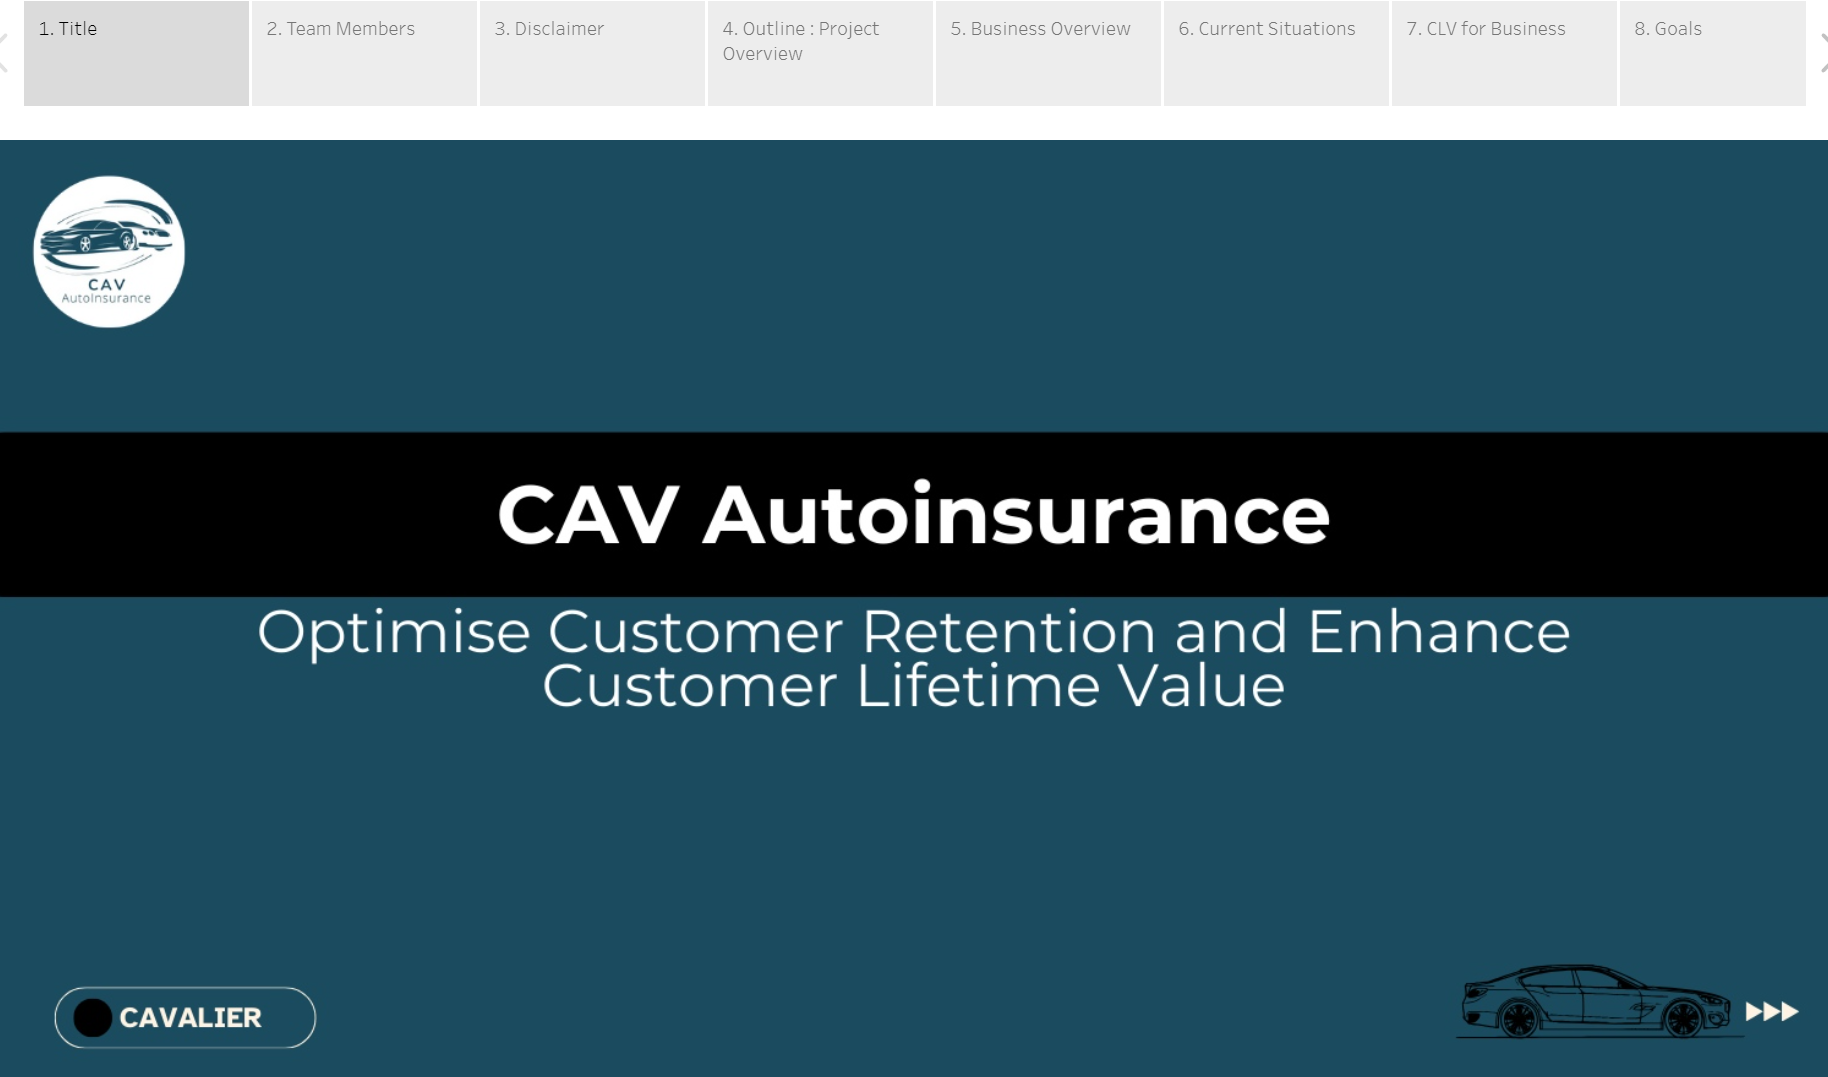 1. Title
2. Team Members
3. Disclaimer
4. Outline : Project
Overview
5. Business Overview
6. Current Situations
7. CLV for Business
8. Goals
CAV
AutoInsurance
CAV Autoinsurance
Optimise Customer Retention and Enhance
Customer Lifetime Value
CAVALIER